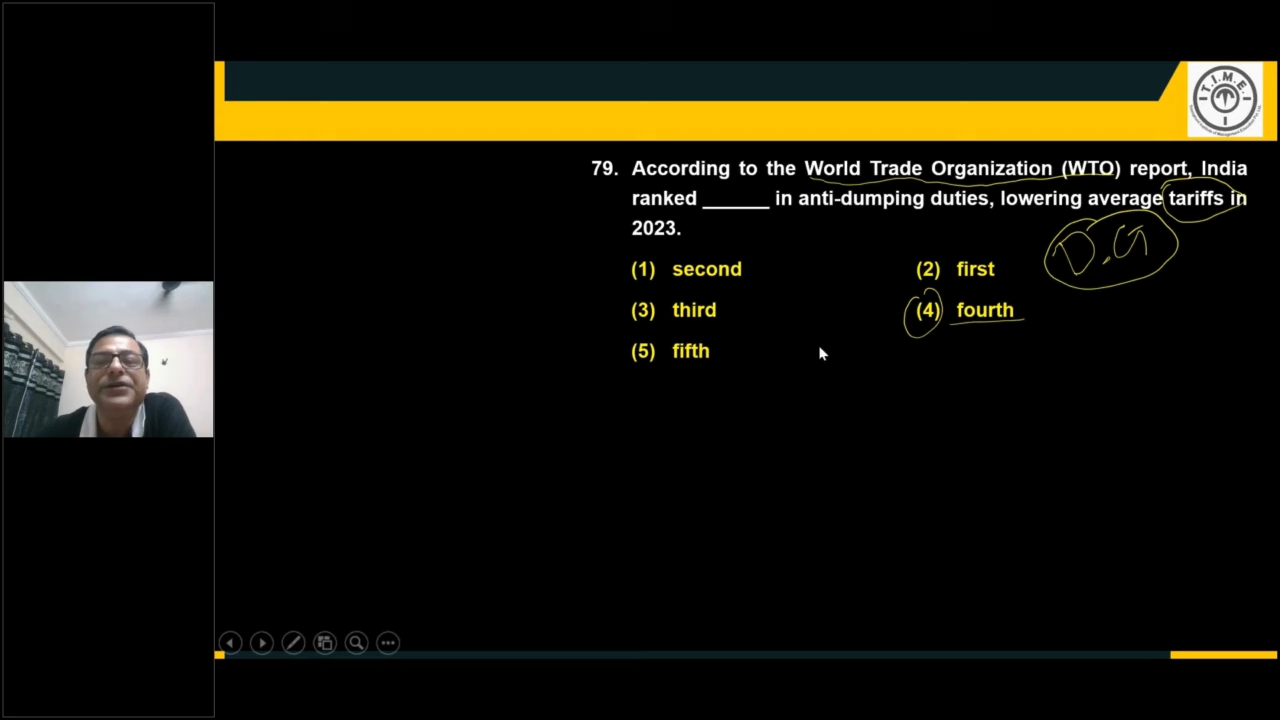 T.I.M.E.
79. According to the World Trade Organization (WTO) report, India
ranked ______ in anti-dumping duties, lowering average tariffs in
2023.
D.G
(1) second (2) first
(3) third (4) fourth
(5) fifth